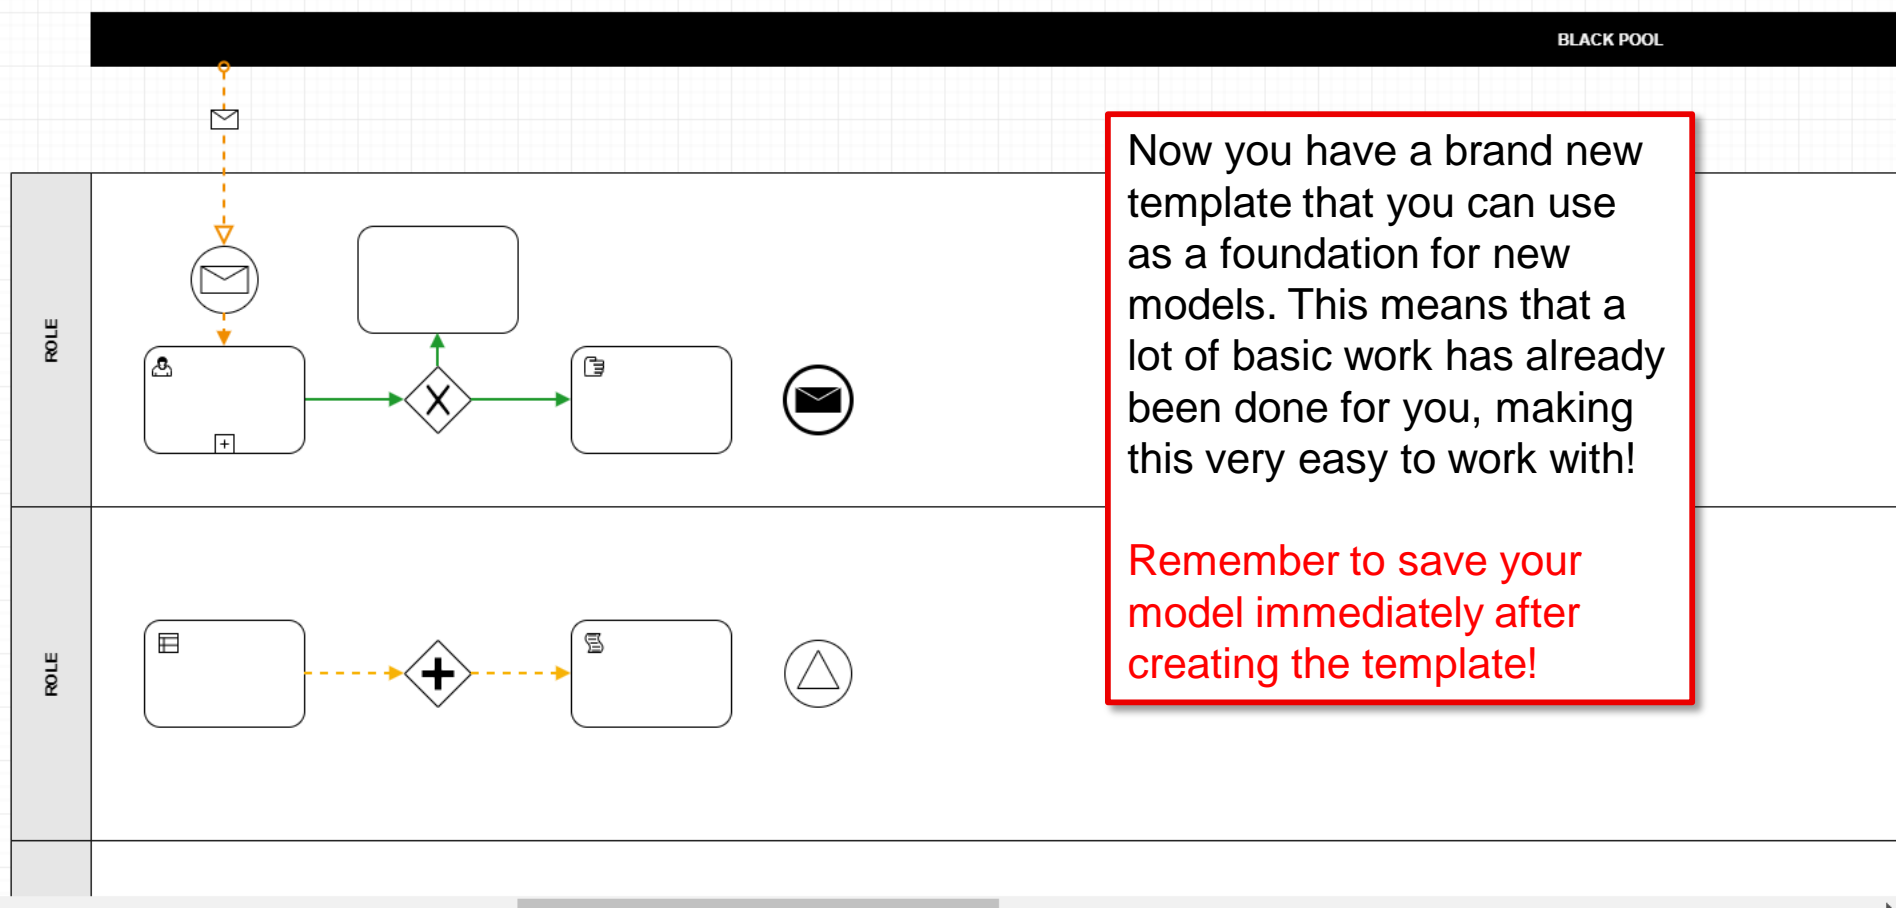 BLACK POOL
Now you have a brand new
template that you can use
as a foundation for new
models. This means that a
lot of basic work has already
been done for you, making
this very easy to work with!
Remember to save your
model immediately after
creating the template!
ROLE
ROLE